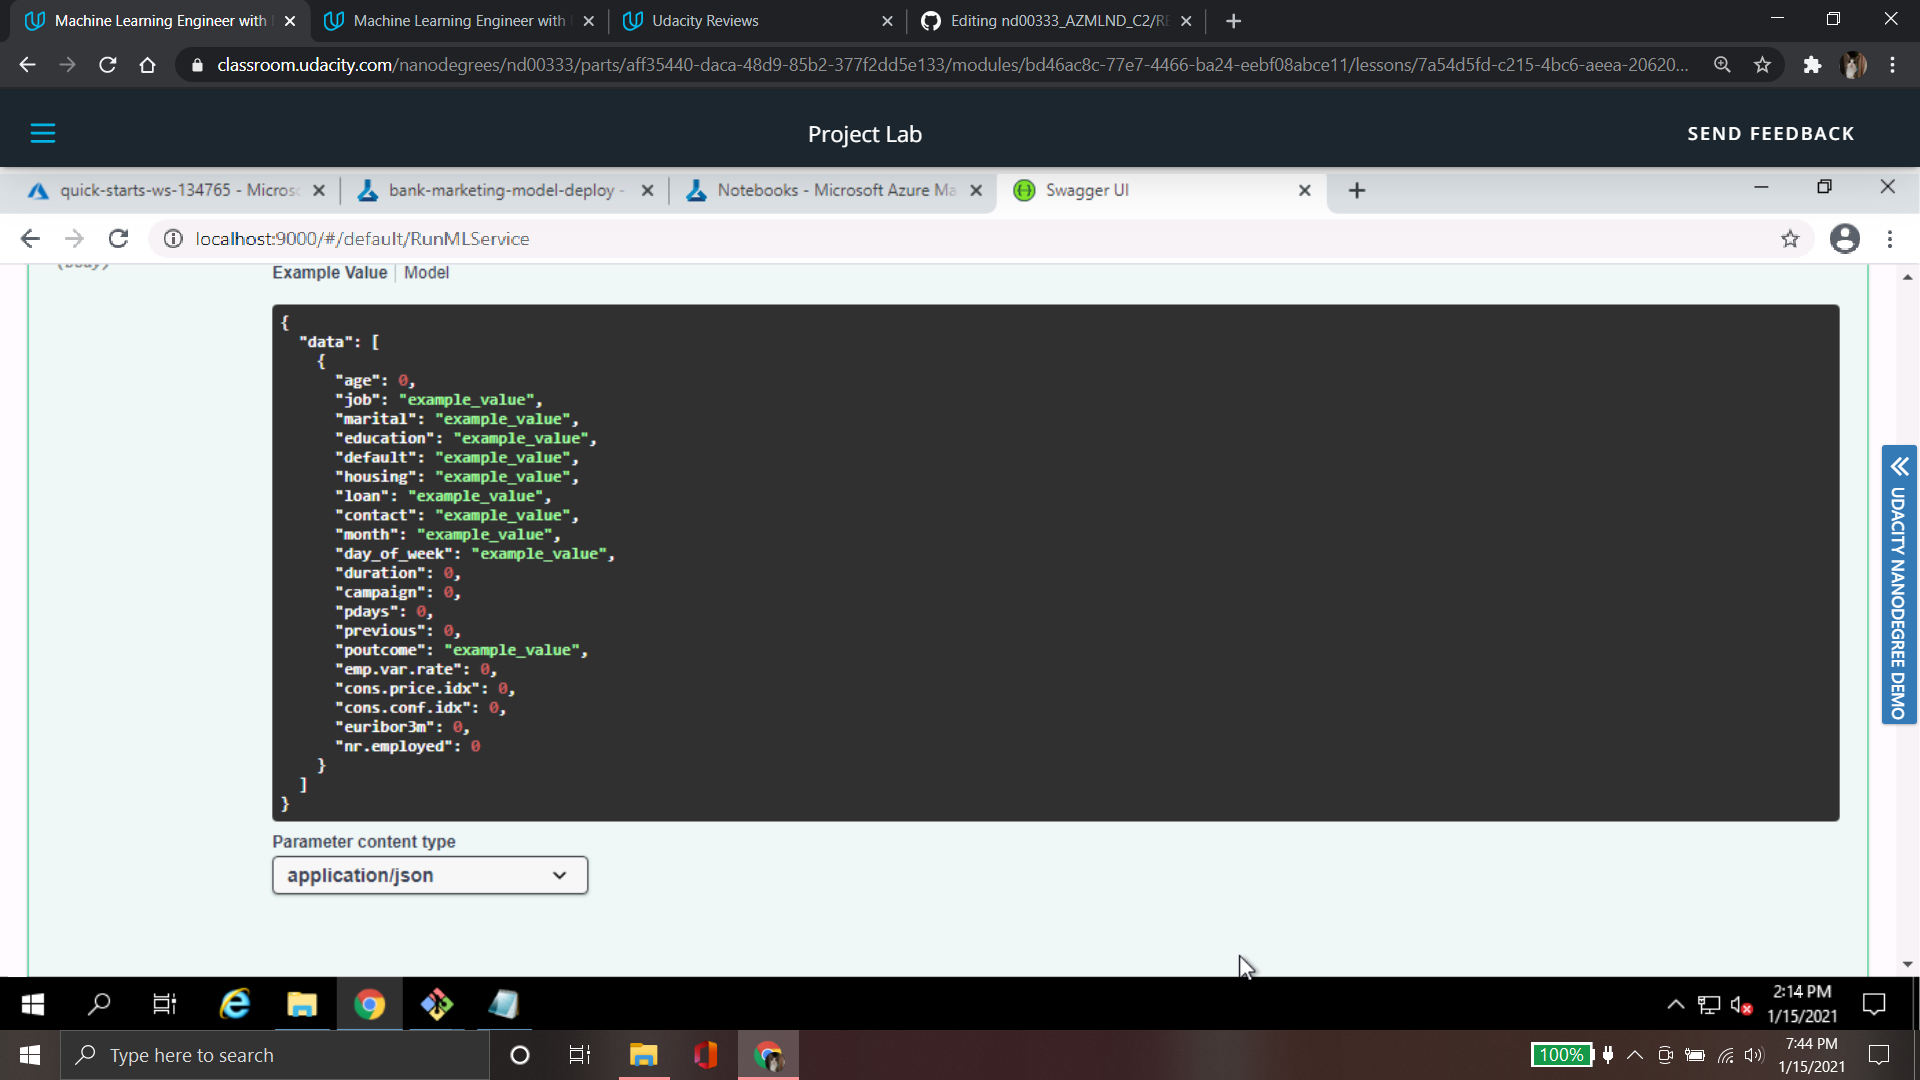 Machine Learning Engineer with
Machine Learning Engineer with
Udacity Reviews
Editing nd00333_AZMLND_C2/RE
classroom.udacity.com/nanodegrees/nd00333/parts/aff35440-daca-48d9-85b2-377f2dd5e133/modules/bd46ac8c-77e7-4466-ba24-eebf08abce11/lessons/7a54d5fd-c215-4bc6-aeea-20620...
Project Lab
SEND FEEDBACK
quick-starts-ws-134765 - Micros
bank-marketing-model-deploy -
Notebooks - Microsoft Azure Ma
Swagger UI
localhost:9000/#/default/RunMLService
(body)
Example Value | Model
{
"data": [
{
"age": 0,
"job": "example_value",
"marital": "example_value",
"education": "example_value",
"default": "example_value",
"housing": "example_value",
"loan": "example_value",
"contact": "example_value",
"month": "example_value",
"day_of_week": "example_value",
"duration": 0,
"campaign": 0,
"pdays": 0,
"previous": 0,
"poutcome": "example_value",
"emp.var.rate": 0,
"cons.price.idx": 0,
"cons.conf.idx": 0,
"euribor3m": 0,
"nr.employed": 0
}
]
}
Parameter content type
application/json
UDACITY NANODEGREE DEMO
2:14 PM
1/15/2021
Type here to search
100%
7:44 PM
1/15/2021